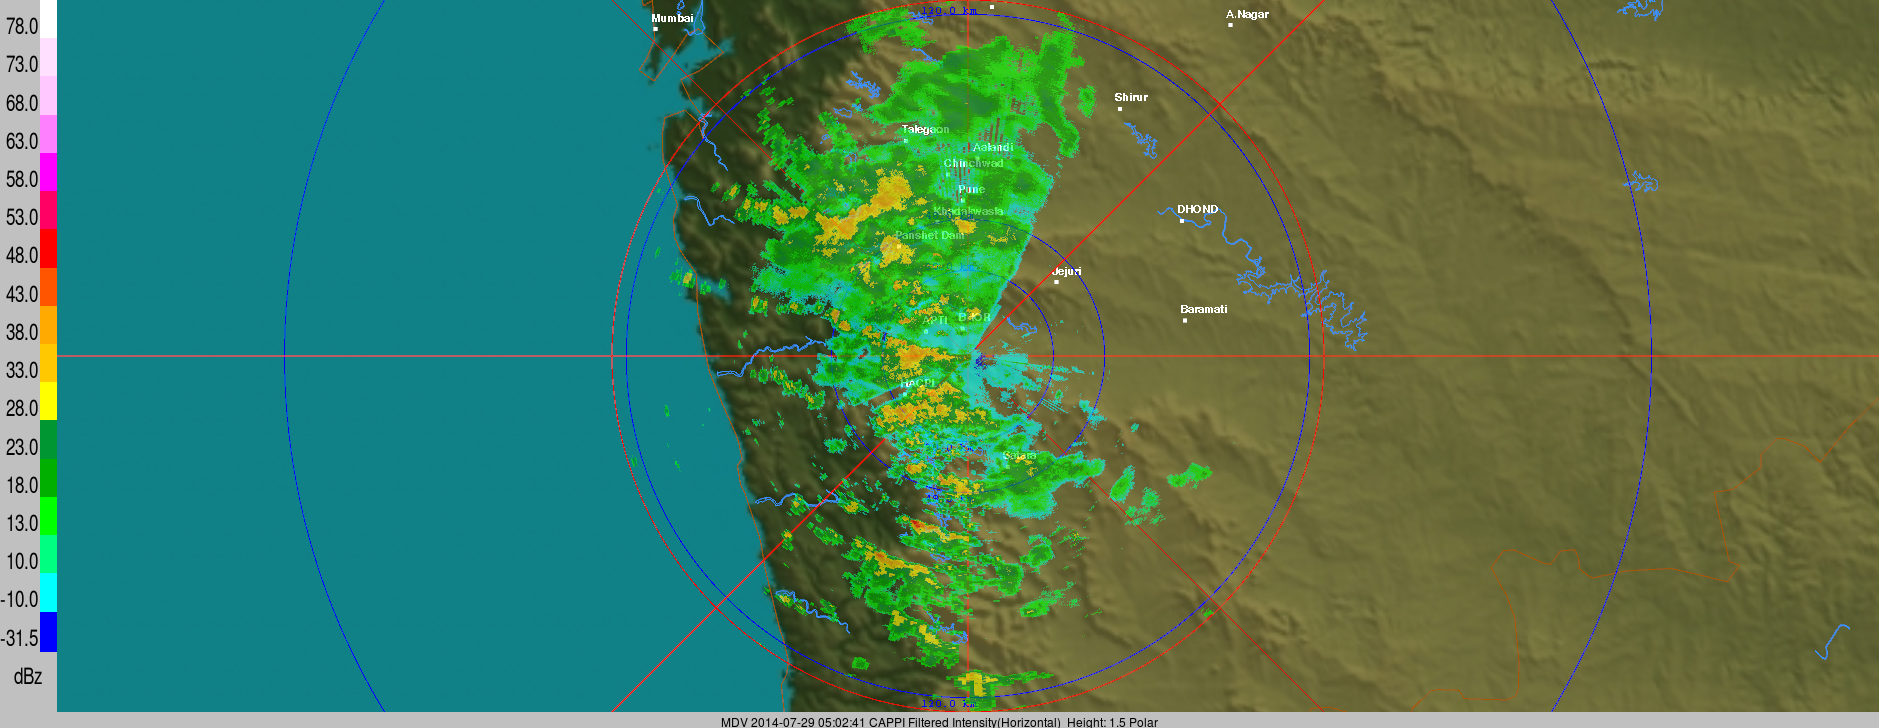 120.0 km
Mumbai
A.Nagar
78.0
73.0
68.0
63.0
58.0
53.0
48.0
43.0
38.0
33.0
28.0
23.0
18.0
13.0
10.0
-10.0
-31.5
dBz
Shirur
Talegaon
Aalandi
Chinchwad
Pune
Khadakwasla
DHOND
Panshet Dam
Jejuri
Baramati
APTI
BHOR
Satara
120.0 km
MDV 2014-07-29 05:02:41 CAPPI Filtered Intensity(Horizontal) Height: 1.5 Polar